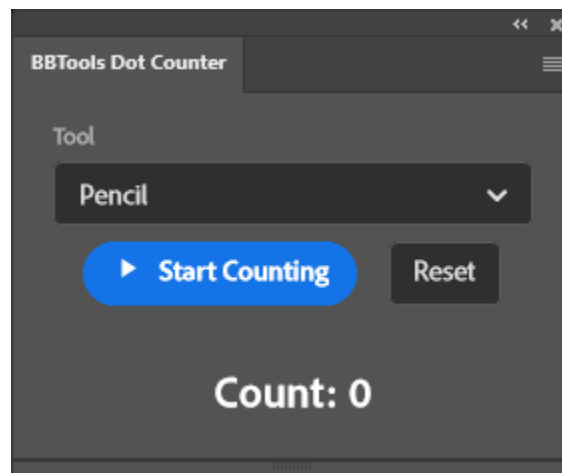 BBTools Dot Counter
Tool
Pencil
Start Counting
Reset
Count: 0